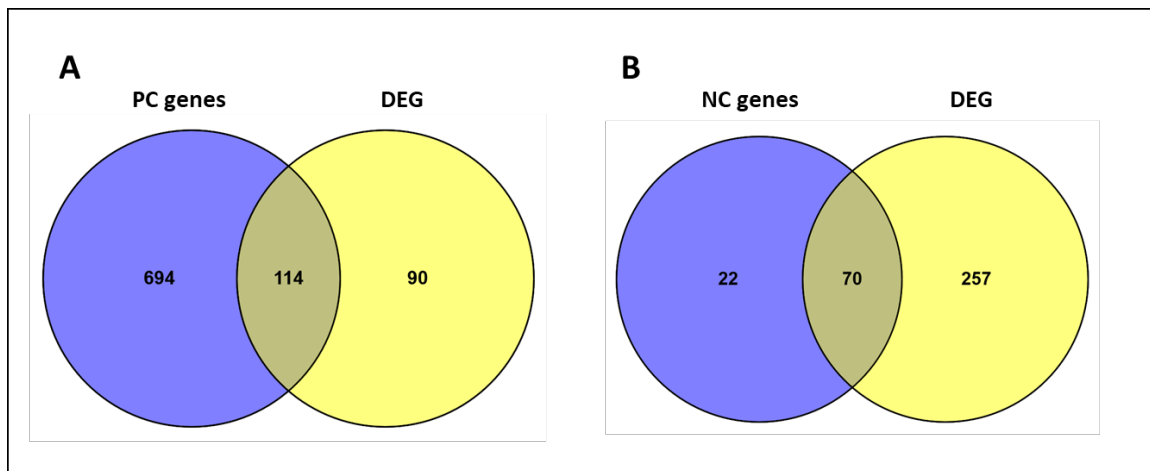 A
PC genes DEG
694 114 90
B
NC genes DEG
22 70 257